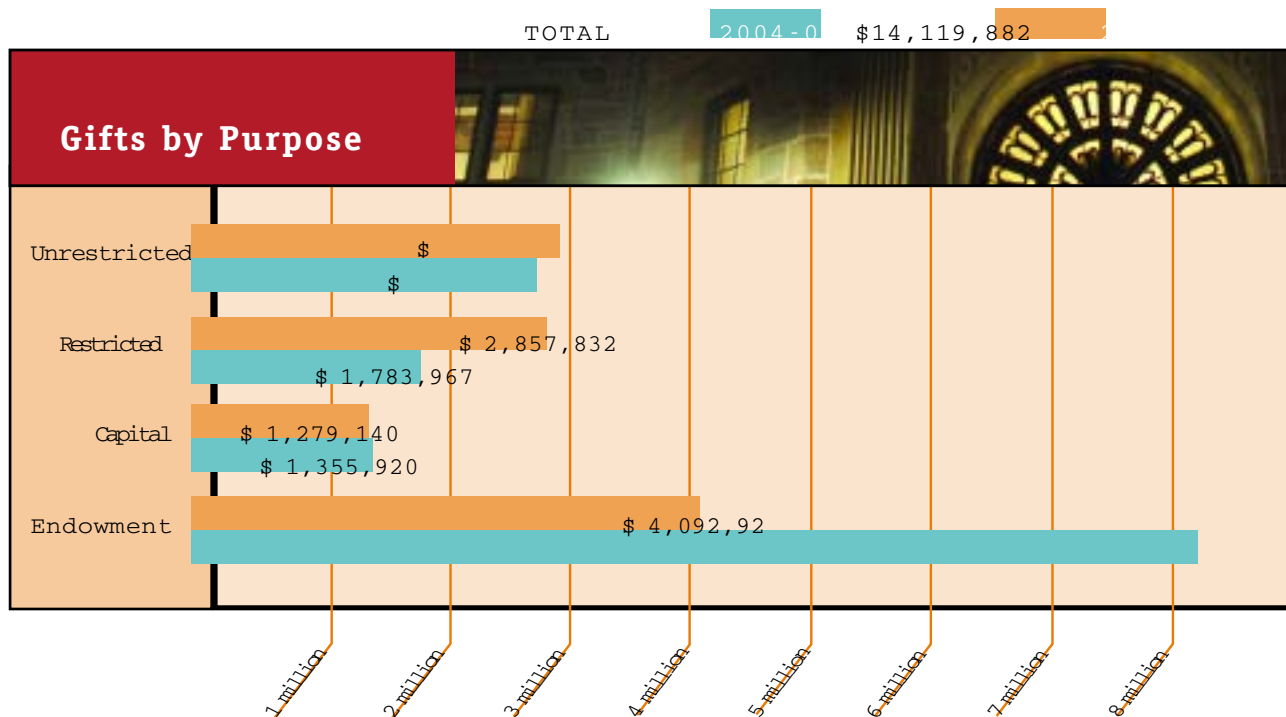 TOTAL 2004-0 $14,119,882
Gifts by Purpose
Unrestricted
$
$
Restricted
$ 2,857,832
$ 1,783,967
Capital
$ 1,279,140
$ 1,355,920
Endowment
$ 4,092,92
1 million 2 million 3 million 4 million 5 million 6 million 7 million 8 million